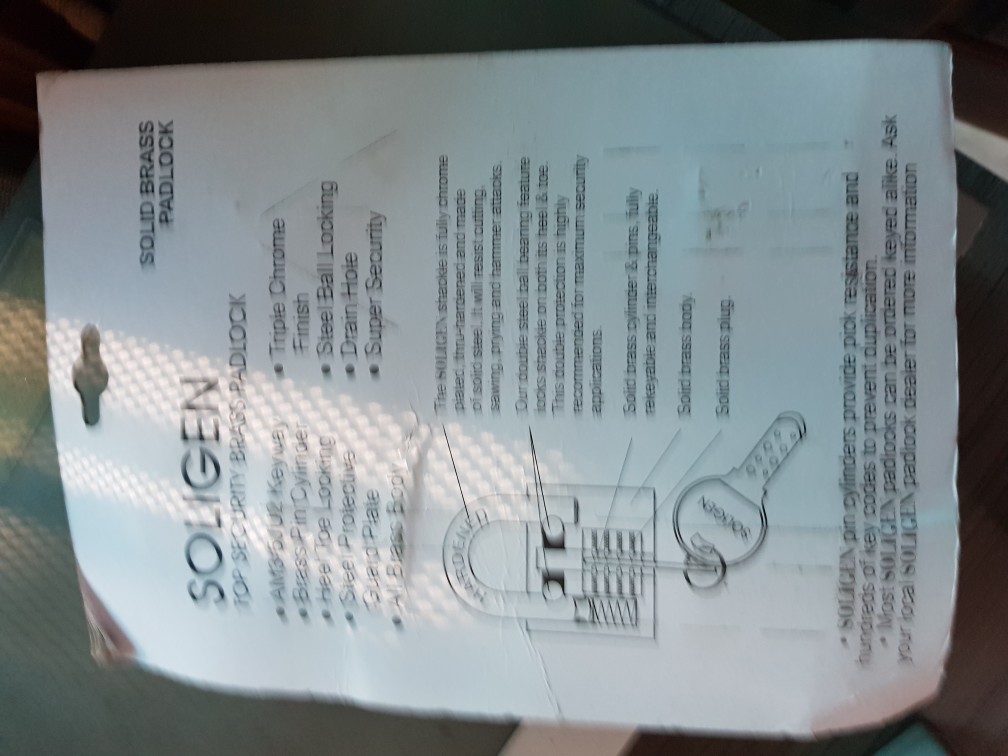 SOLID BRASS
PADLOCK
SOLIGEN
TOP SECURITY BRASS PADLOCK
• Brass Pin Cylinder
• Toe Locking
• Steel Protective
Guard Plate
• All Brass Body
• Triple Chrome
Finish
• Steel Ball Locking
• Drain Hole
• Super Security
The SOLIGEN shackle is fully chrome
plated, thru-hardened and made
of solid steel. It will resist cutting,
sawing, prying and hammer attacks.
Our double steel ball bearing feature
locks shackle on both its heel & toe.
This double protection is highly
recommended for maximum security
applications.
Solid brass cylinder & pins, fully
rekeyable and interchangeable.
Solid brass body.
Solid brass plug.
HARDENED
SOLIGEN
* SOLIGEN pin cylinders provide pick resistance and
hundreds of key codes to prevent duplication.
* Most SOLIGEN padlocks can be ordered keyed alike. Ask
your local SOLIGEN padlock dealer for more information